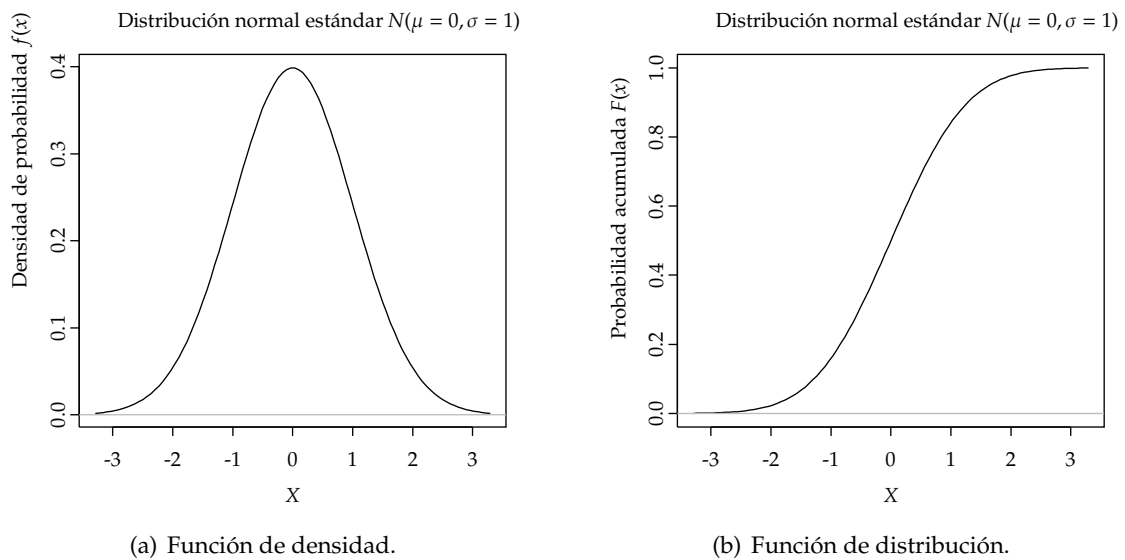 Distribución normal estándar N(μ = 0, σ = 1)
Densidad de probabilidad f(x)
0.4
0.3
0.2
0.1
0.0
-3 -2 -1 0 1 2 3
X
(a) Función de densidad.
Distribución normal estándar N(μ = 0, σ = 1)
Probabilidad acumulada F(x)
1.0
0.8
0.6
0.4
0.2
0.0
-3 -2 -1 0 1 2 3
X
(b) Función de distribución.